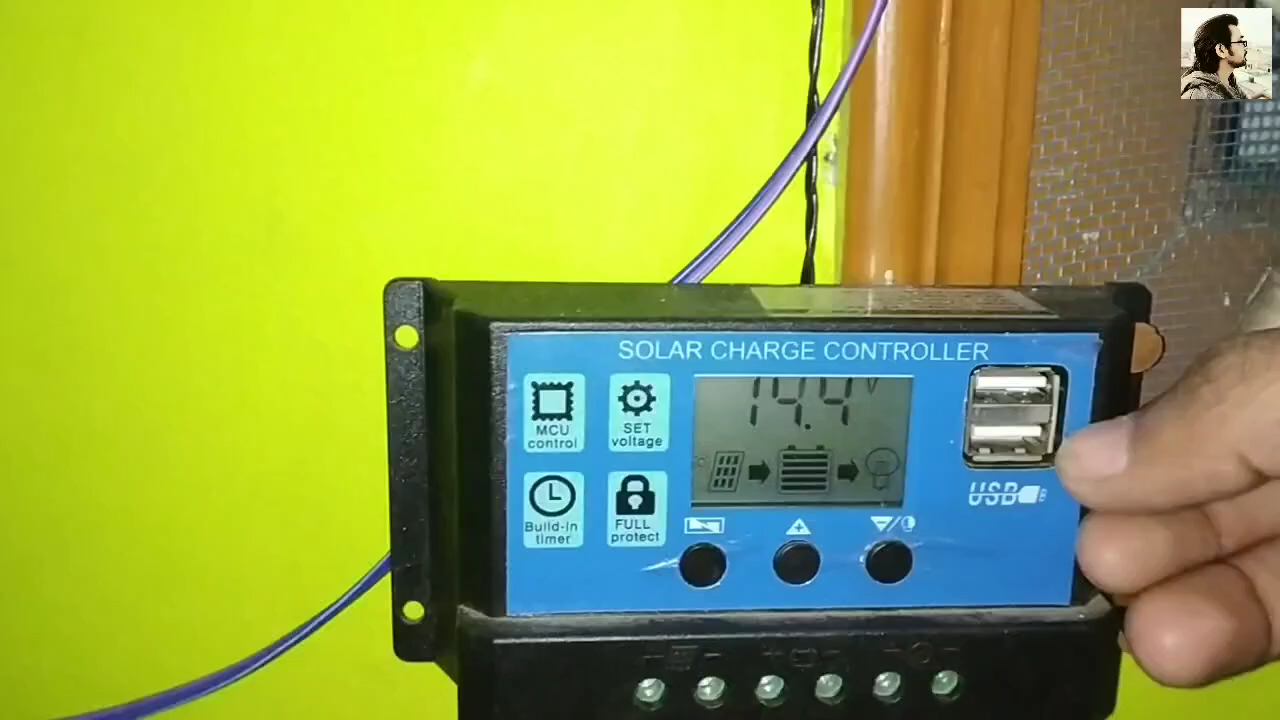 SOLAR CHARGE CONTROLLER
14.4 V
MCU
control
SET
voltage
Build-in
timer
FULL
protect
USB